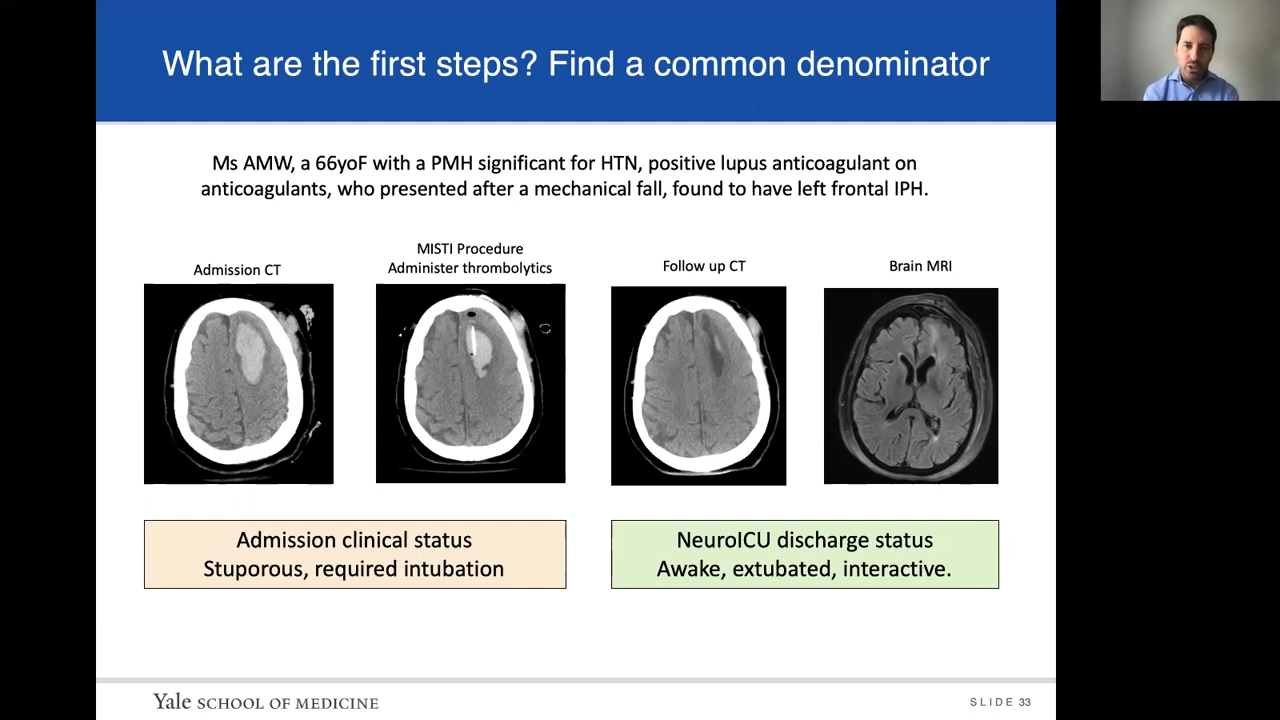 What are the first steps? Find a common denominator
Ms AMW, a 66yoF with a PMH significant for HTN, positive lupus anticoagulant on
anticoagulants, who presented after a mechanical fall, found to have left frontal IPH.
Admission CT
MISTI Procedure
Administer thrombolytics
Follow up CT
Brain MRI
Admission clinical status
Stuporous, required intubation
NeuroICU discharge status
Awake, extubated, interactive.
Yale SCHOOL OF MEDICINE
SLIDE 33